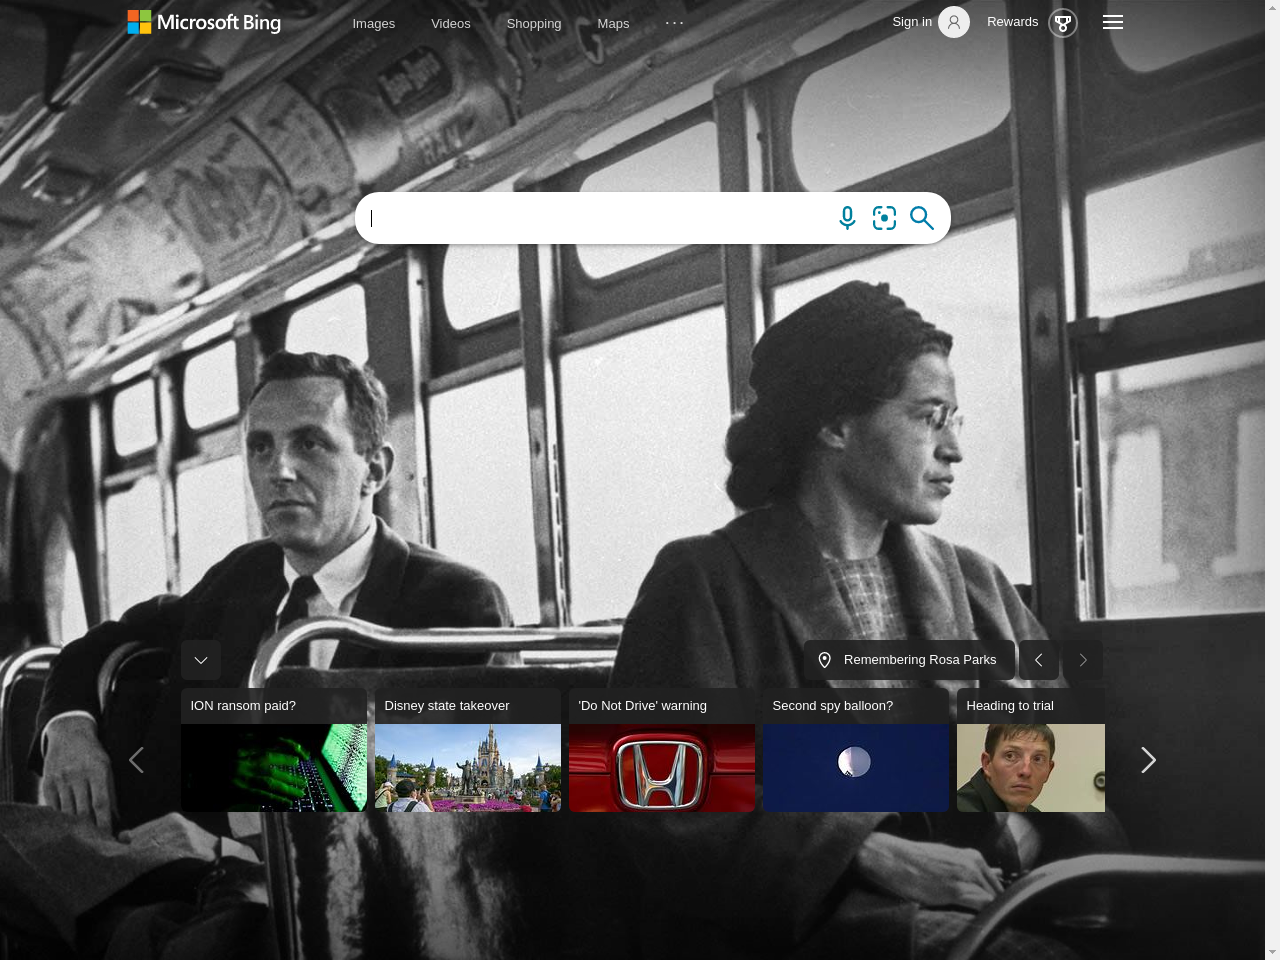 Microsoft Bing
Images
Videos
Shopping
Maps
...
Sign in
Rewards
Remembering Rosa Parks
ION ransom paid?
Disney state takeover
'Do Not Drive' warning
Second spy balloon?
Heading to trial